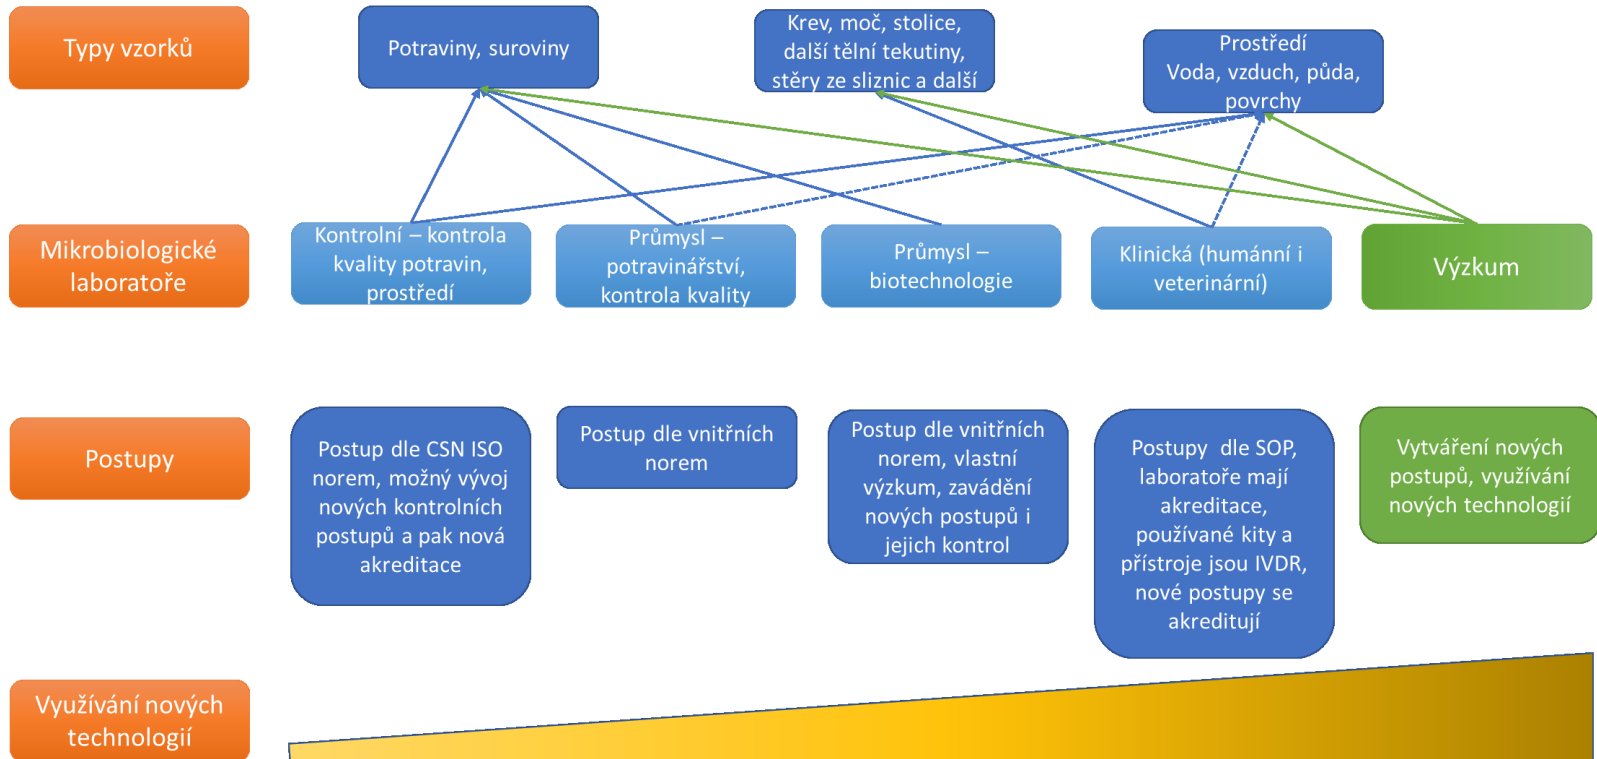 Typy vzorků
Potraviny, suroviny
Krev, moč, stolice,
další tělní tekutiny,
stěry ze sliznic a další
Prostředí
Voda, vzduch, půda,
povrchy
Mikrobiologické
laboratoře
Kontrolní – kontrola
kvality potravin,
prostředí
Průmysl –
potravinářství,
kontrola kvality
Průmysl –
biotechnologie
Klinická (humánní i
veterinární)
Výzkum
Postupy
Postup dle CSN ISO
norem, možný vývoj
nových kontrolních
postupů a pak nová
akreditace
Postup dle vnitřních
norem
Postup dle vnitřních
norem, vlastní
výzkum, zavádění
nových postupů i
jejich kontrol
Postupy dle SOP,
laboratoře mají
akreditace,
používané kity a
přístroje jsou IVDR,
nové postupy se
akreditují
Vytváření nových
postupů, využívání
nových technologií
Využívání nových
technologií